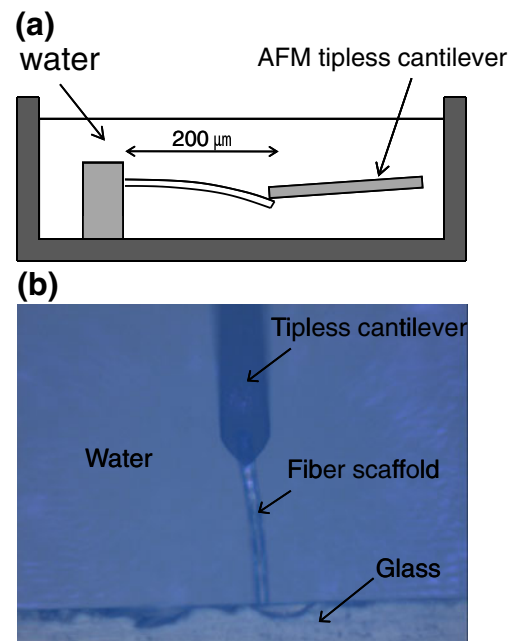 (a)
water
AFM tipless cantilever
200 μm
(b)
Tipless cantilever
Water
Fiber scaffold
Glass